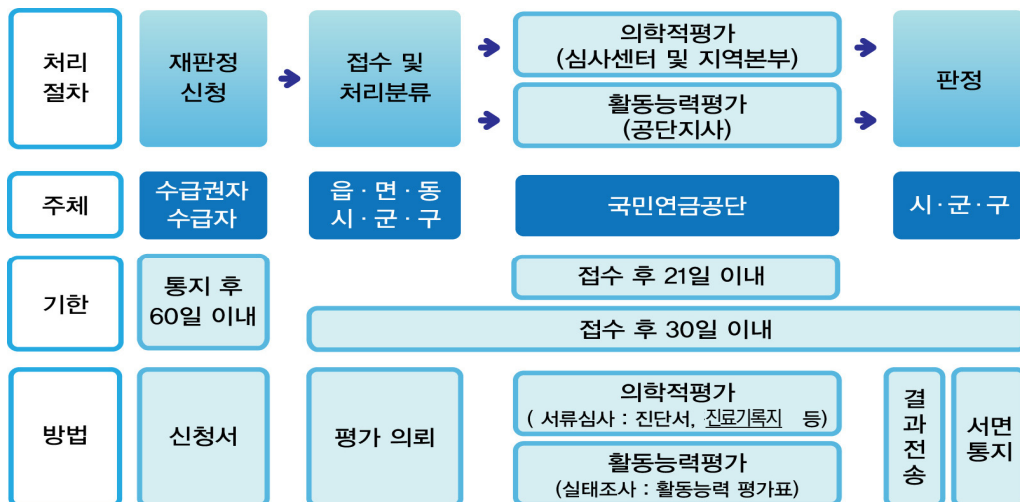 처리
절차
재판정
신청
접수 및
처리분류
의학적평가
(심사센터 및 지역본부)
활동능력평가
(공단지사)
판정
주체
수급권자
수급자
읍·면·동
시·군·구
국민연금공단
시·군·구
기한
통지 후
60일 이내
접수 후 21일 이내
접수 후 30일 이내
방법
신청서
평가 의뢰
의학적평가
( 서류심사 : 진단서, 진료기록지 등)
활동능력평가
(실태조사 : 활동능력 평가표)
결과전송
서면
통지